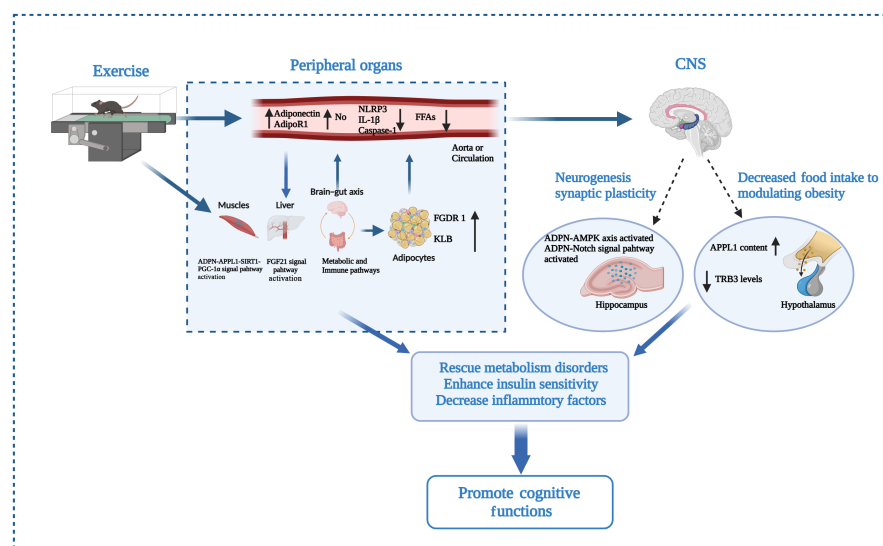 Exercise
Peripheral organs
CNS
Adiponectin
AdipoR1
No
NLRP3
IL-1β
Caspase-1
FFAs
Aorta or
Circulation
Muscles
Liver
Brain-gut axis
FGDR 1
KLB
Adipocytes
ADPN-APPL1-SIRT1-
PGC-1α signal pahtway
activation
FGF21 signal
pahtway
activation
Metabolic and
Immune pathways
Neurogenesis
synaptic plasticity
Decreased food intake to
modulating obesity
ADPN-AMPK axis activated
ADPN-Notch signal pahtway
activated
Hippocampus
APPL1 content
TRB3 levels
Hypothalamus
Rescue metabolism disorders
Enhance insulin sensitivity
Decrease inflammtory factors
Promote cognitive
functions